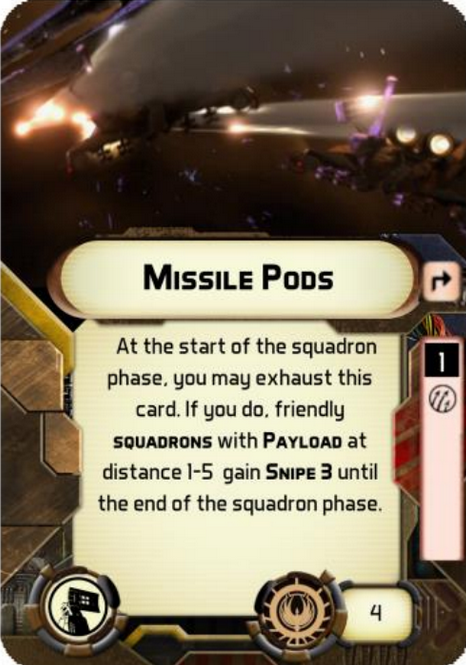 Missile Pods
At the start of the squadron
phase, you may exhaust this
card. If you do, friendly
squadrons with Payload at
distance 1-5 gain Snipe 3 until
the end of the squadron phase.
1
4